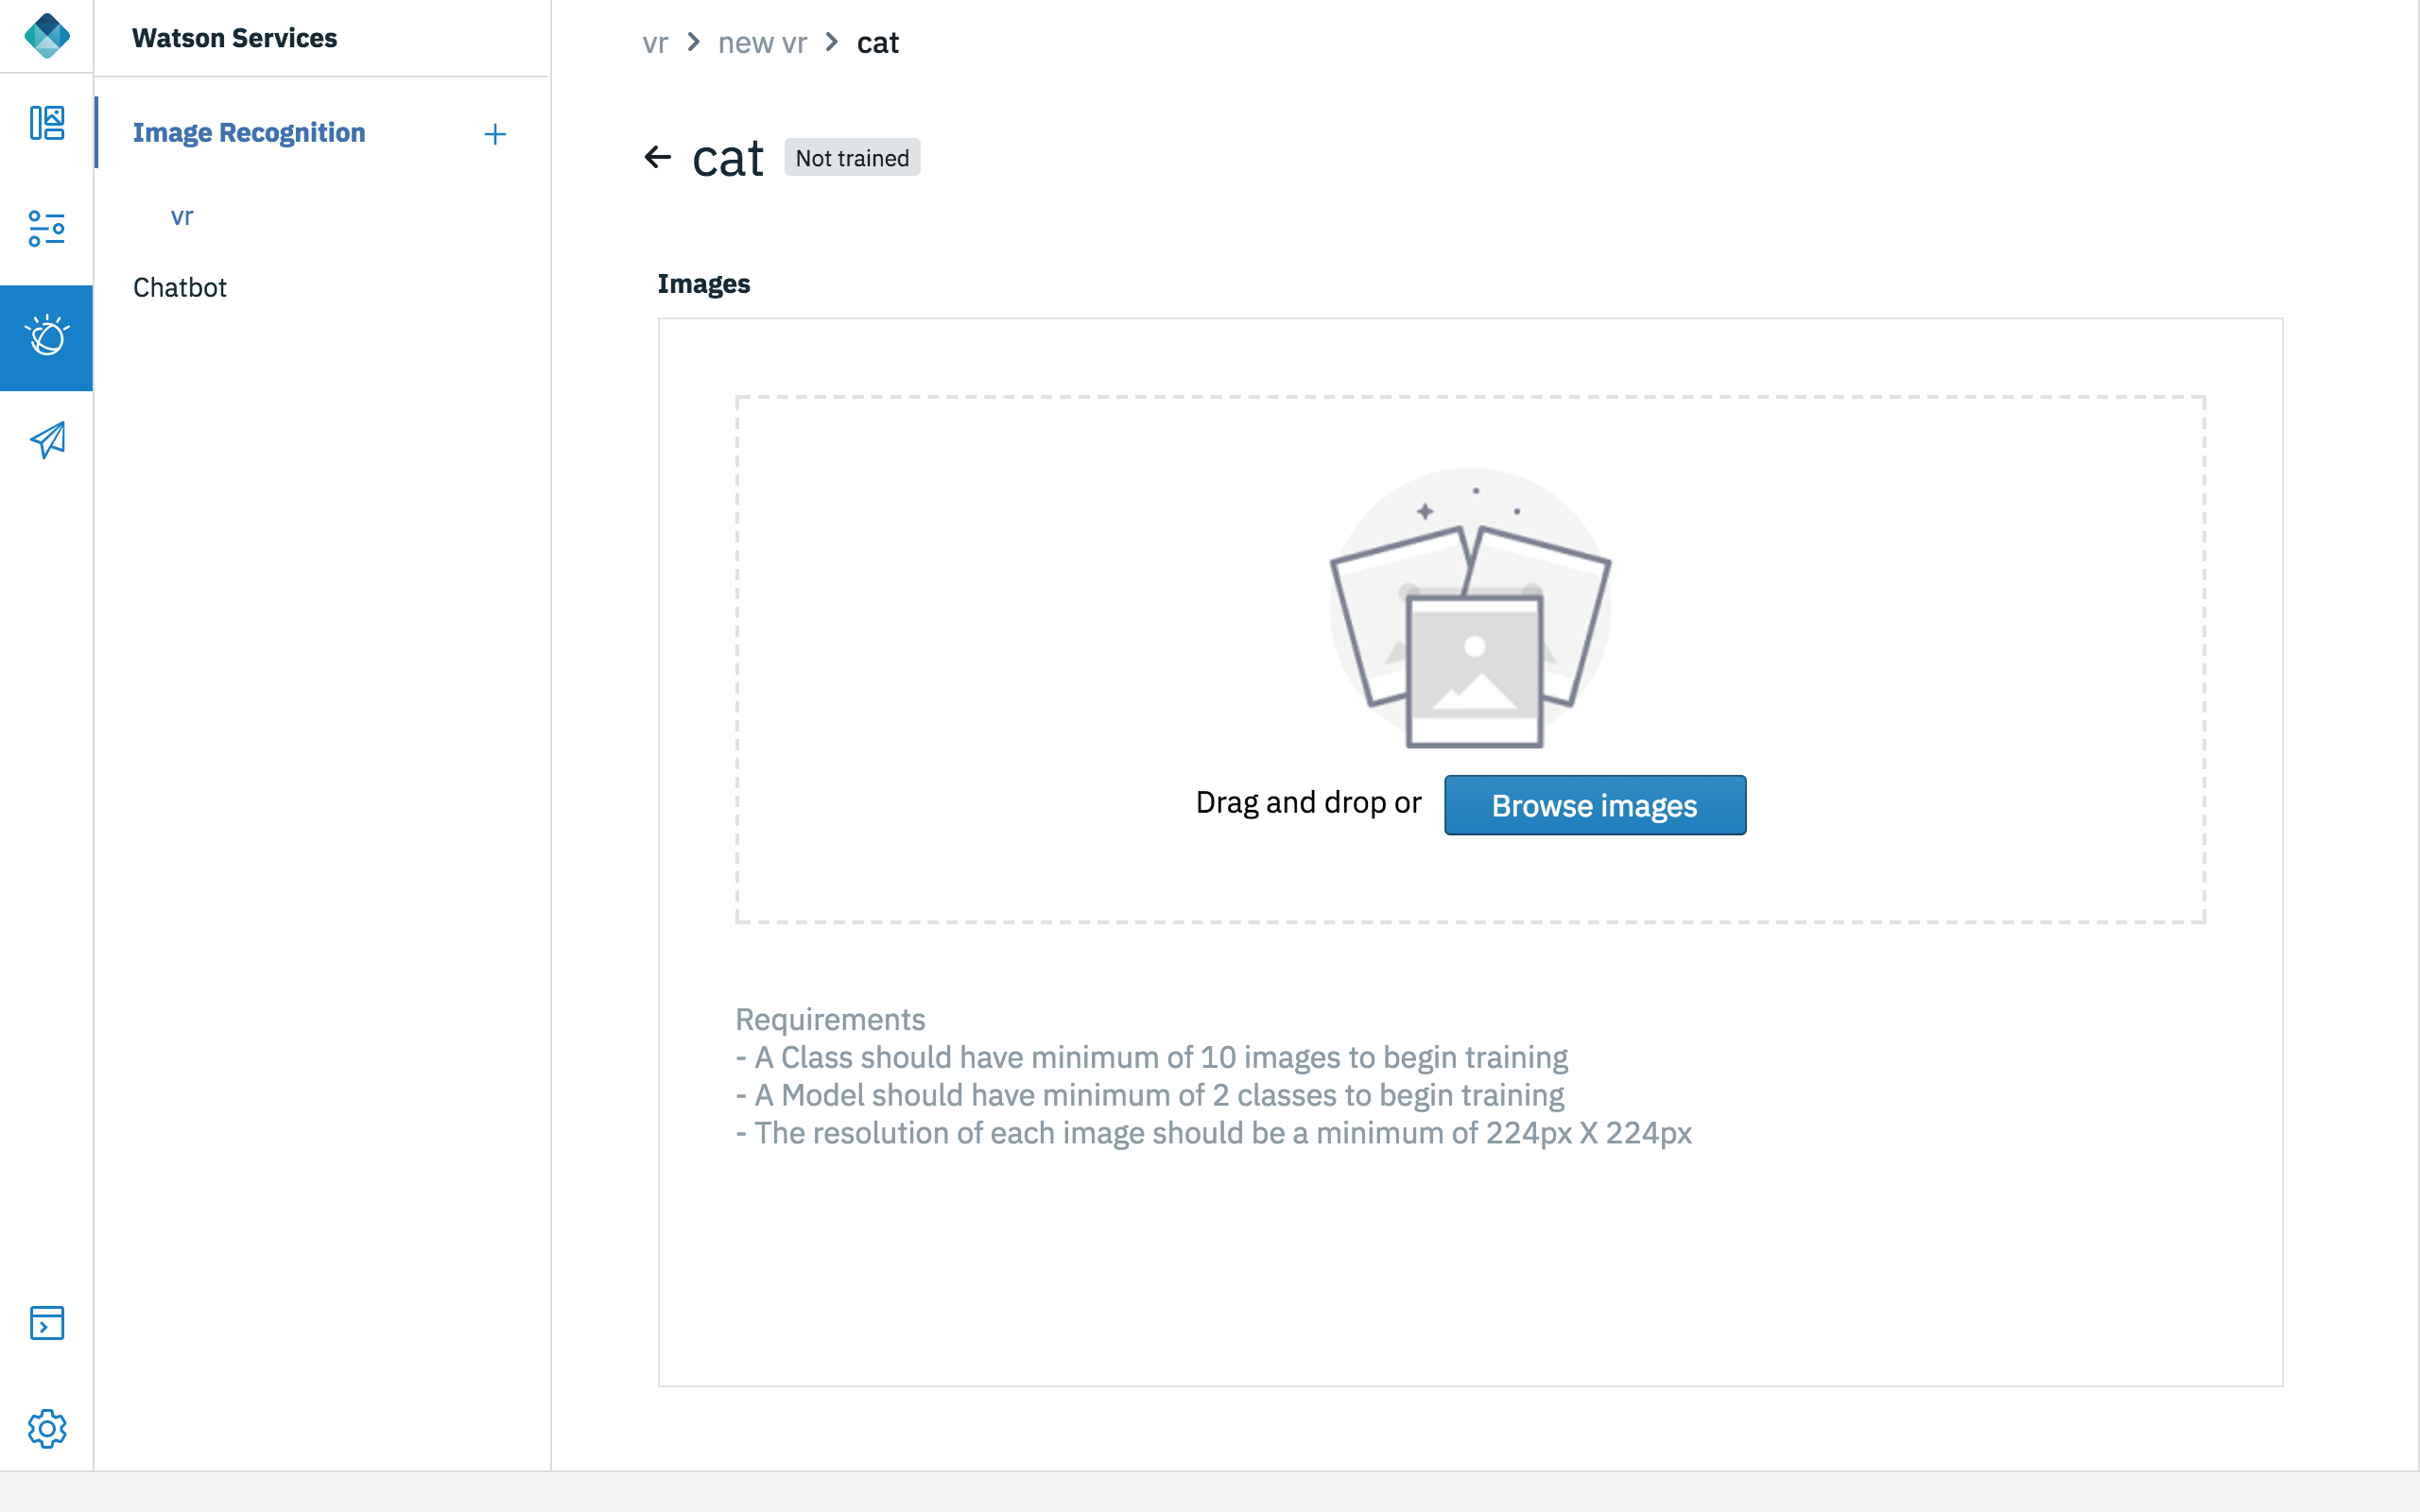 Watson Services
Image Recognition
vr
Chatbot
vr > new vr > cat
cat Not trained
Images
Drag and drop or Browse images
Requirements
- A Class should have minimum of 10 images to begin training
- A Model should have minimum of 2 classes to begin training
- The resolution of each image should be a minimum of 224px X 224px